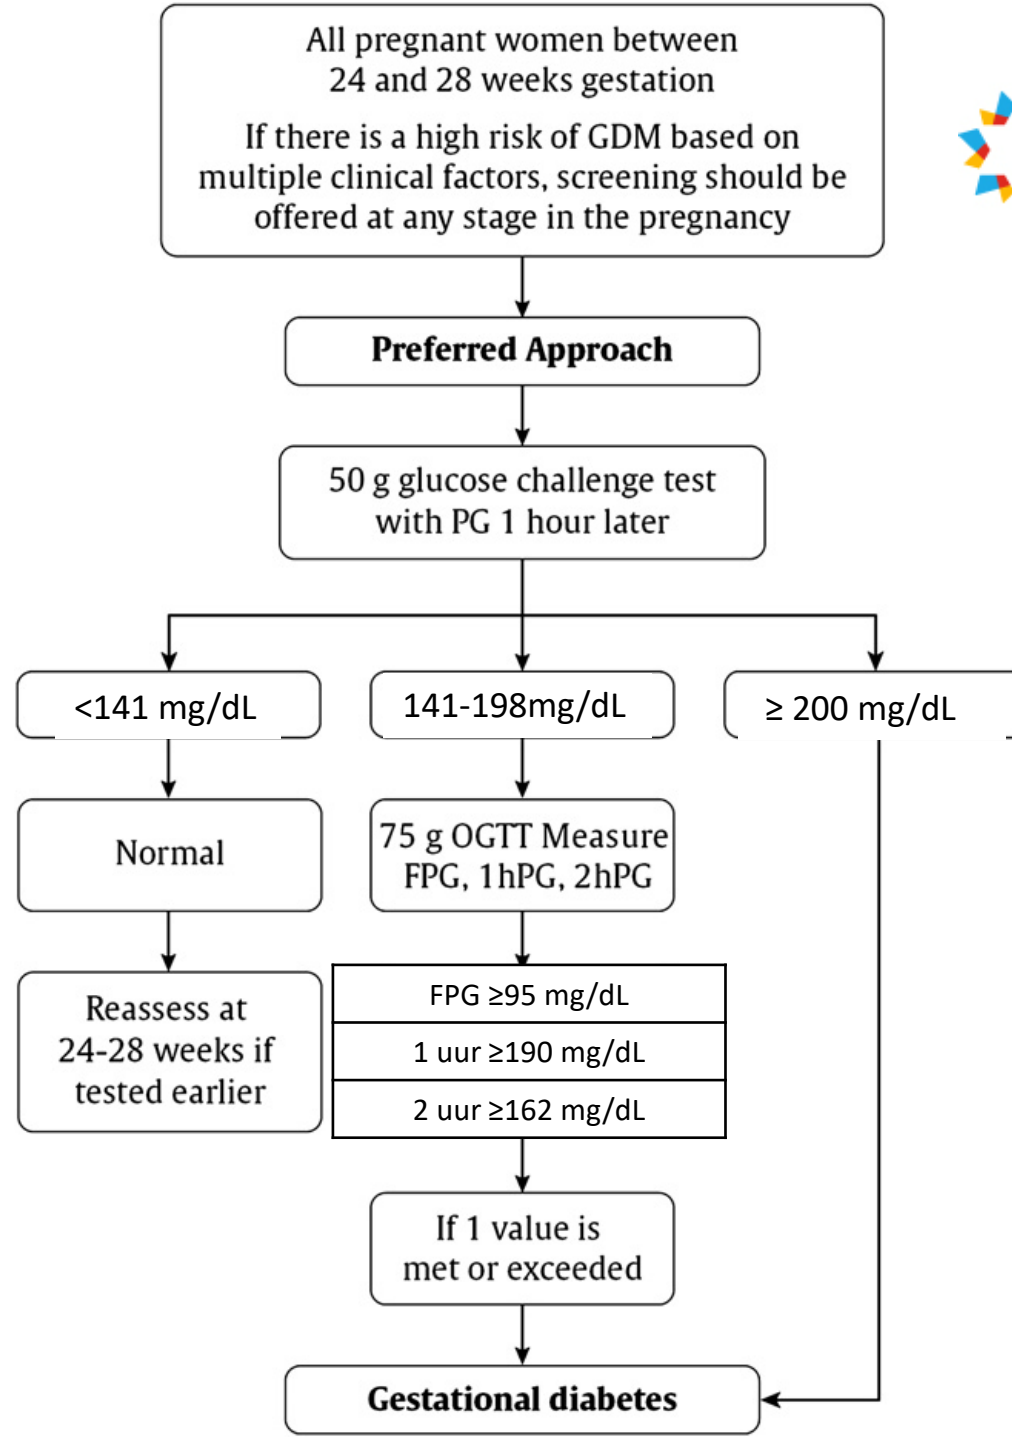 All pregnant women between
24 and 28 weeks gestation
If there is a high risk of GDM based on
multiple clinical factors, screening should be
offered at any stage in the pregnancy
Preferred Approach
50 g glucose challenge test
with PG 1 hour later
<141 mg/dL
141-198mg/dL
≥ 200 mg/dL
Normal
75 g OGTT Measure
FPG, 1hPG, 2hPG
Reassess at
24-28 weeks if
tested earlier
FPG ≥95 mg/dL
1 uur ≥190 mg/dL
2 uur ≥162 mg/dL
If 1 value is
met or exceeded
Gestational diabetes